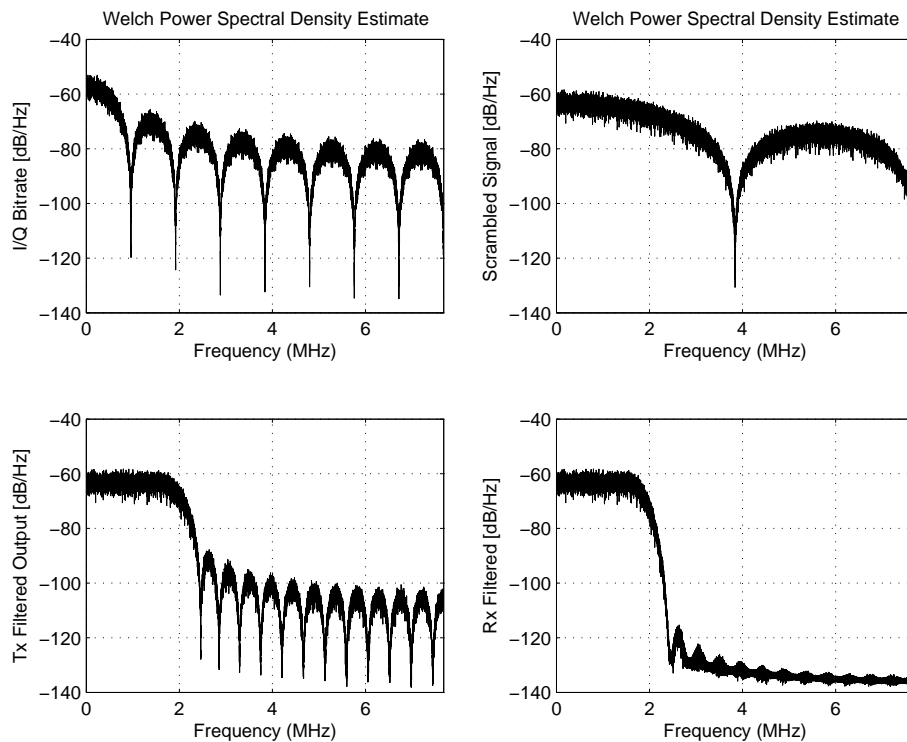 Welch Power Spectral Density Estimate
−40
−60
−80
−100
−120
−140
I/Q Bitrate [dB/Hz]
0 2 4 6
Frequency (MHz)
Welch Power Spectral Density Estimate
−40
−60
−80
−100
−120
−140
Scrambled Signal [dB/Hz]
0 2 4 6
Frequency (MHz)
−40
−60
−80
−100
−120
−140
Tx Filtered Output [dB/Hz]
0 2 4 6
Frequency (MHz)
−40
−60
−80
−100
−120
−140
Rx Filtered [dB/Hz]
0 2 4 6
Frequency (MHz)